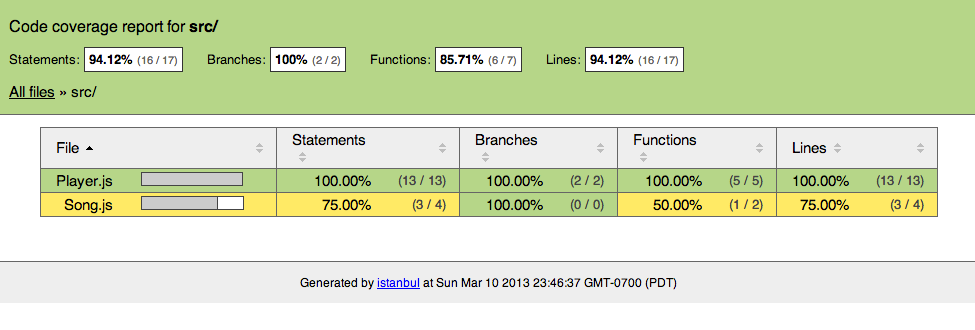 Code coverage report for src/
Statements: 94.12% (16 / 17) Branches: 100% (2 / 2) Functions: 85.71% (6 / 7) Lines: 94.12% (16 / 17)
All files » src/
File Statements Branches Functions Lines
Player.js 100.00% (13 / 13) 100.00% (2 / 2) 100.00% (5 / 5) 100.00% (13 / 13)
Song.js 75.00% (3 / 4) 100.00% (0 / 0) 50.00% (1 / 2) 75.00% (3 / 4)
Generated by istanbul at Sun Mar 10 2013 23:46:37 GMT-0700 (PDT)